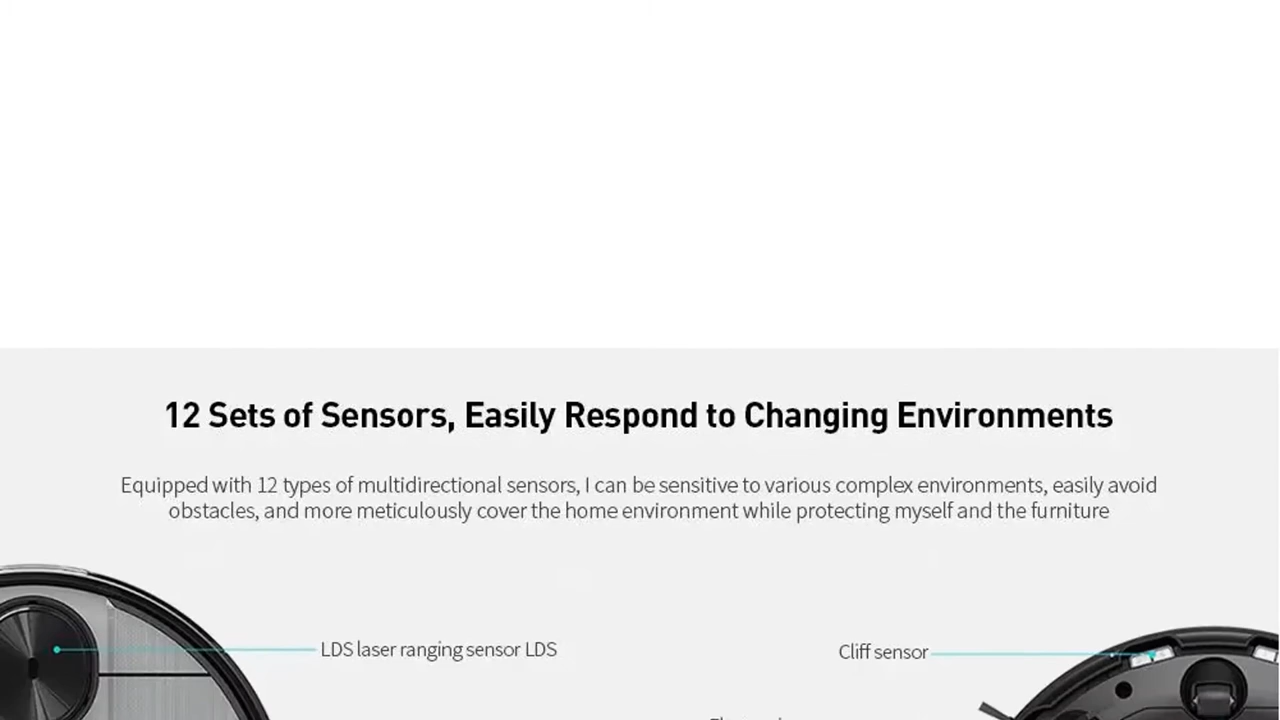 12 Sets of Sensors, Easily Respond to Changing Environments
Equipped with 12 types of multidirectional sensors, I can be sensitive to various complex environments, easily avoid
obstacles, and more meticulously cover the home environment while protecting myself and the furniture
LDS laser ranging sensor LDS
Cliff sensor